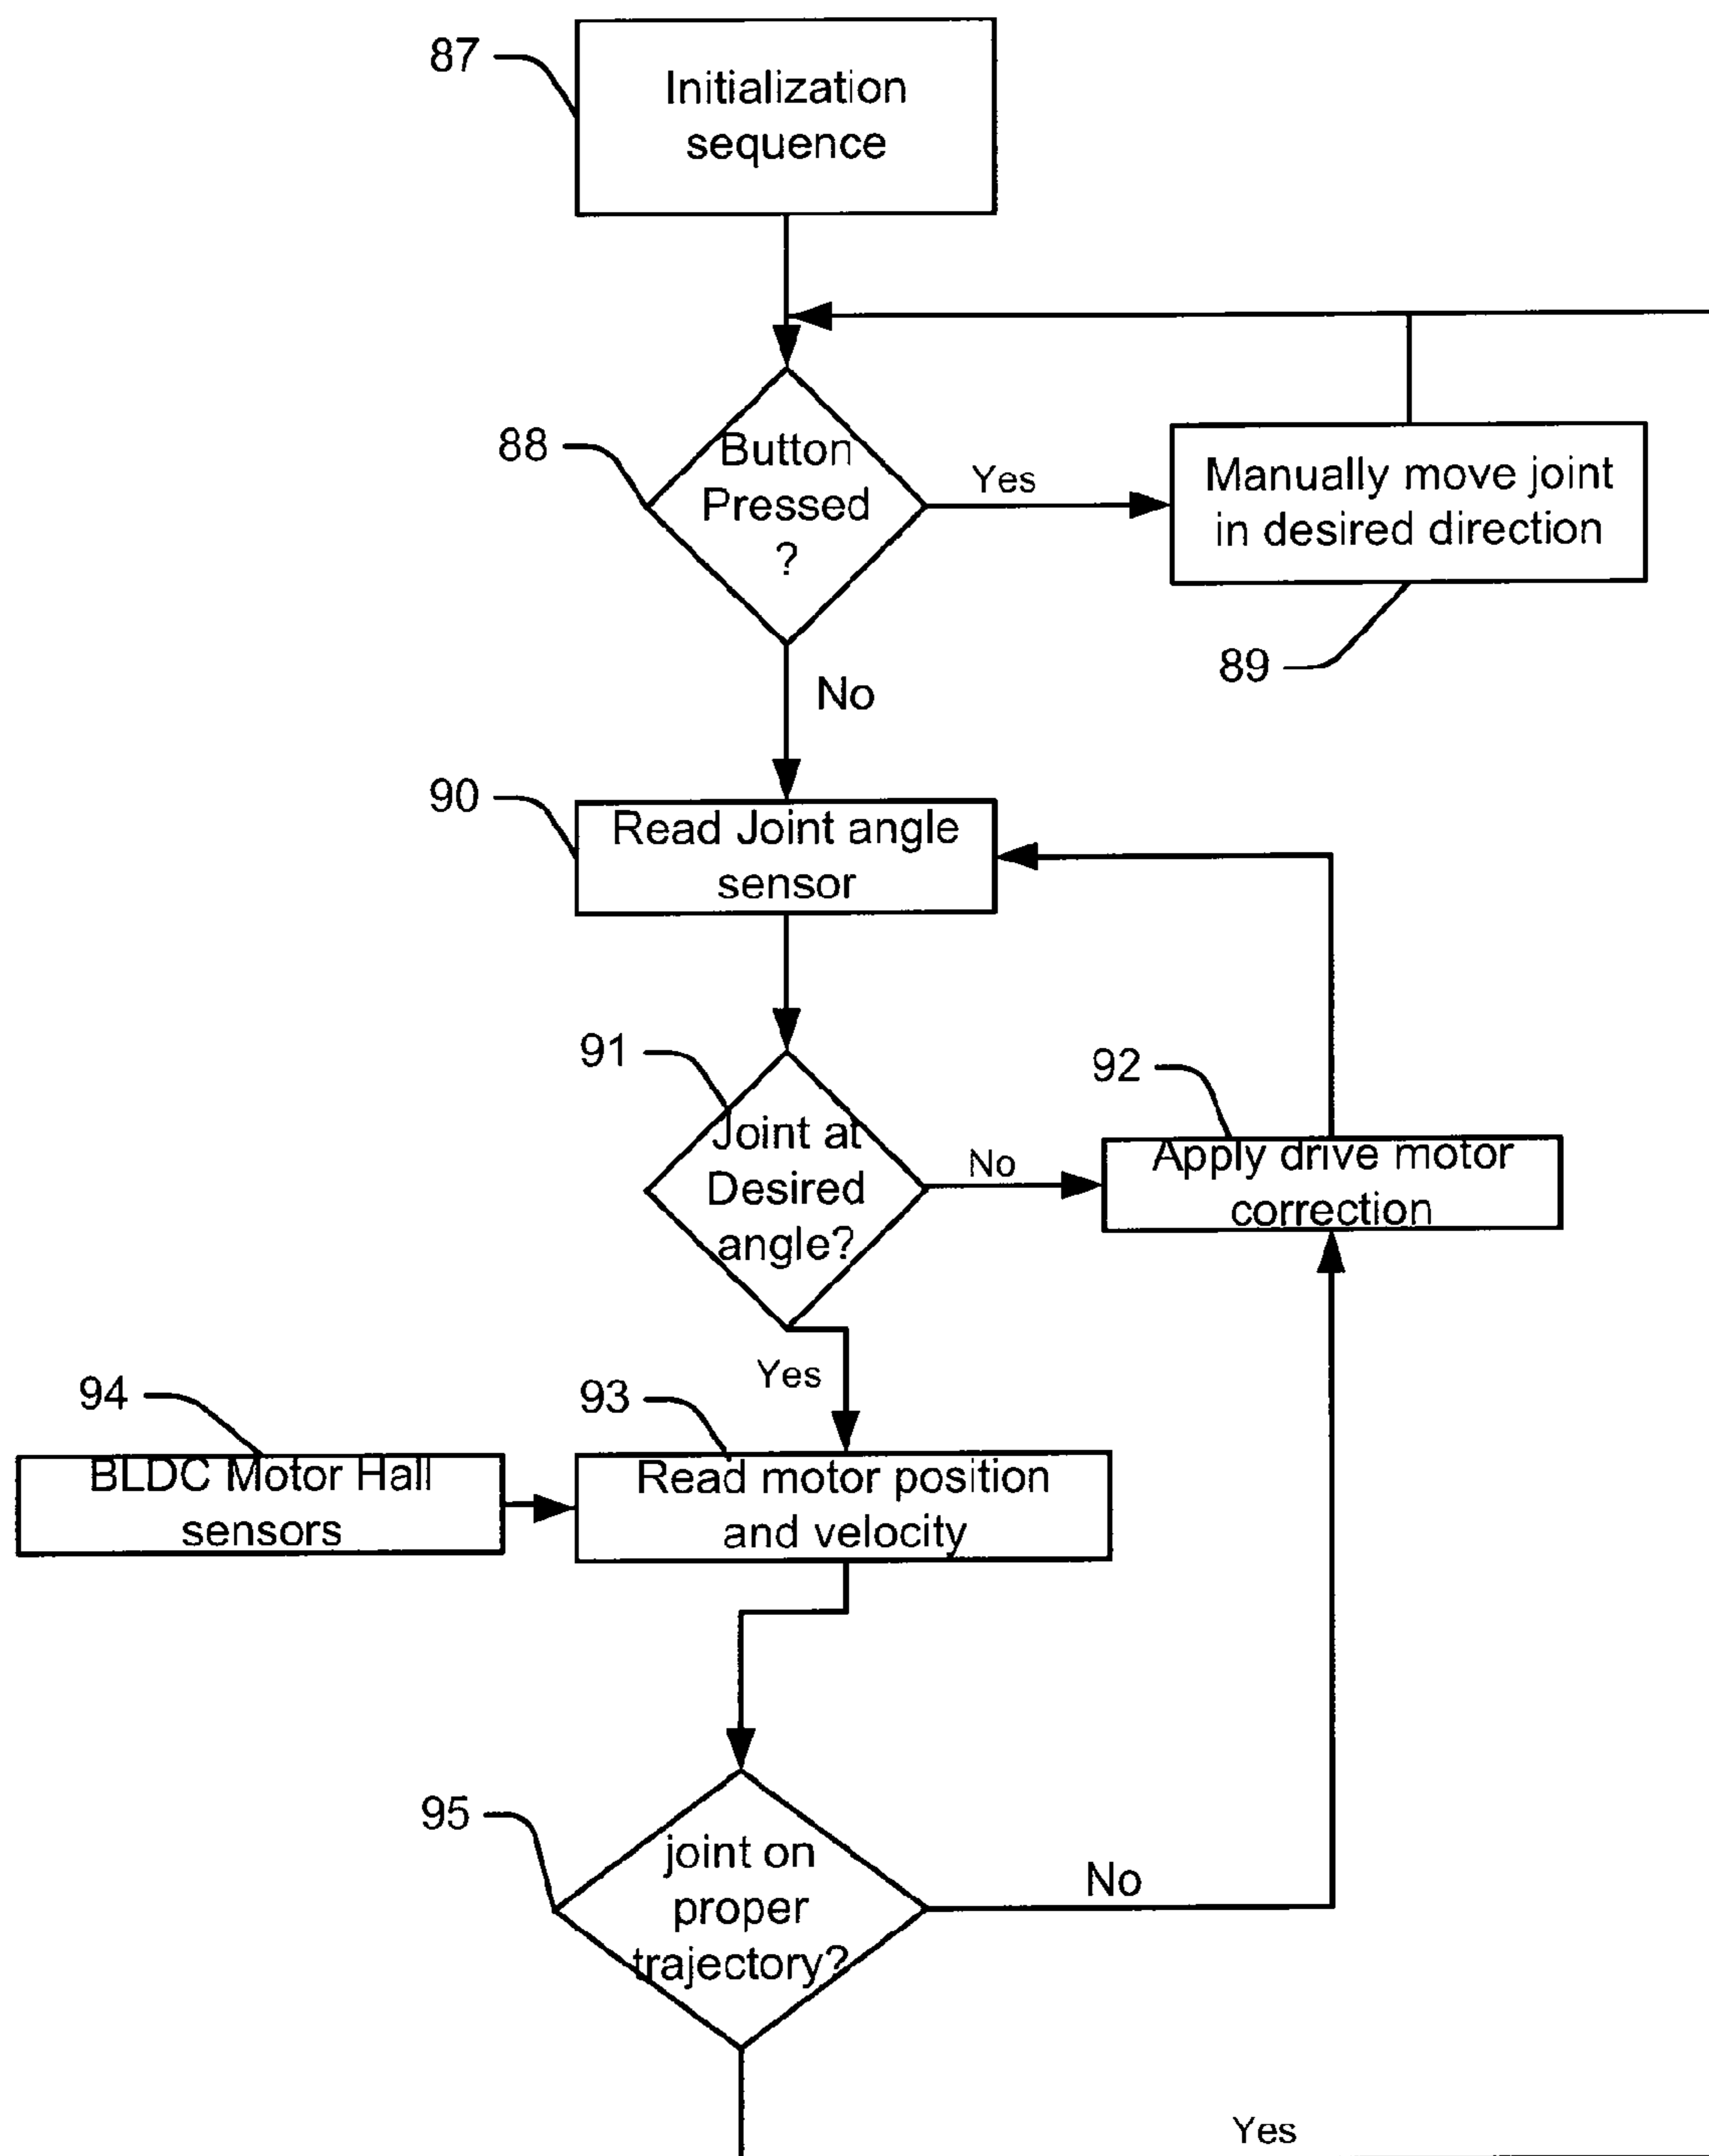 87
Initialization
sequence
88
Button
Pressed
?
Yes
Manually move joint
in desired direction
89
No
90
Read Joint angle
sensor
91
Joint at
Desired
angle?
No
92
Apply drive motor
correction
Yes
94
BLDC Motor Hall
sensors
93
Read motor position
and velocity
95
joint on
proper
trajectory?
No
Yes